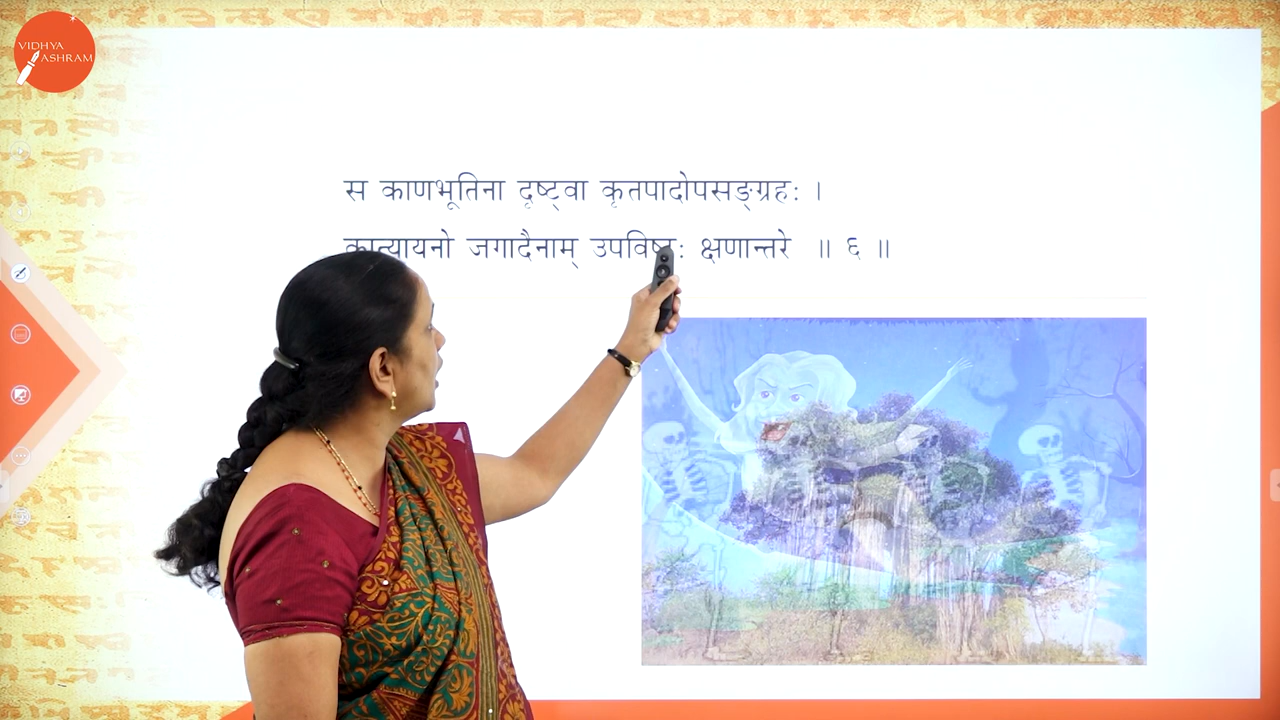 VIDHYA
ASHRAM
स काणभूतिना दृष्ट्वा कृतपादोपसङ्ग्रहः ।
कात्यायनो जगादैनाम् उपविष्टः क्षणान्तरे ॥ ६ ॥